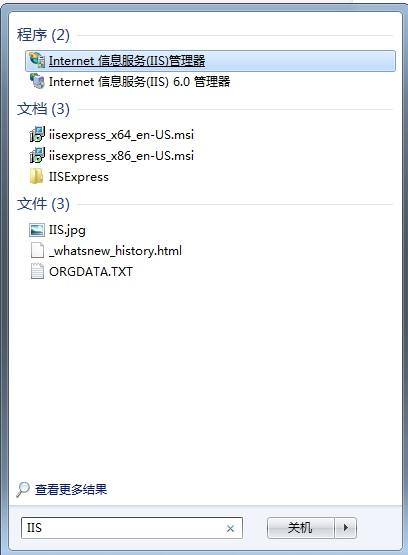 程序 (2)
Internet 信息服务(IIS)管理器
Internet 信息服务(IIS) 6.0 管理器
文档 (3)
iisexpress_x64_en-US.msi
iisexpress_x86_en-US.msi
IISExpress
文件 (3)
IIS.jpg
_whatsnew_history.html
ORGDATA.TXT
查看更多结果
IIS
关机